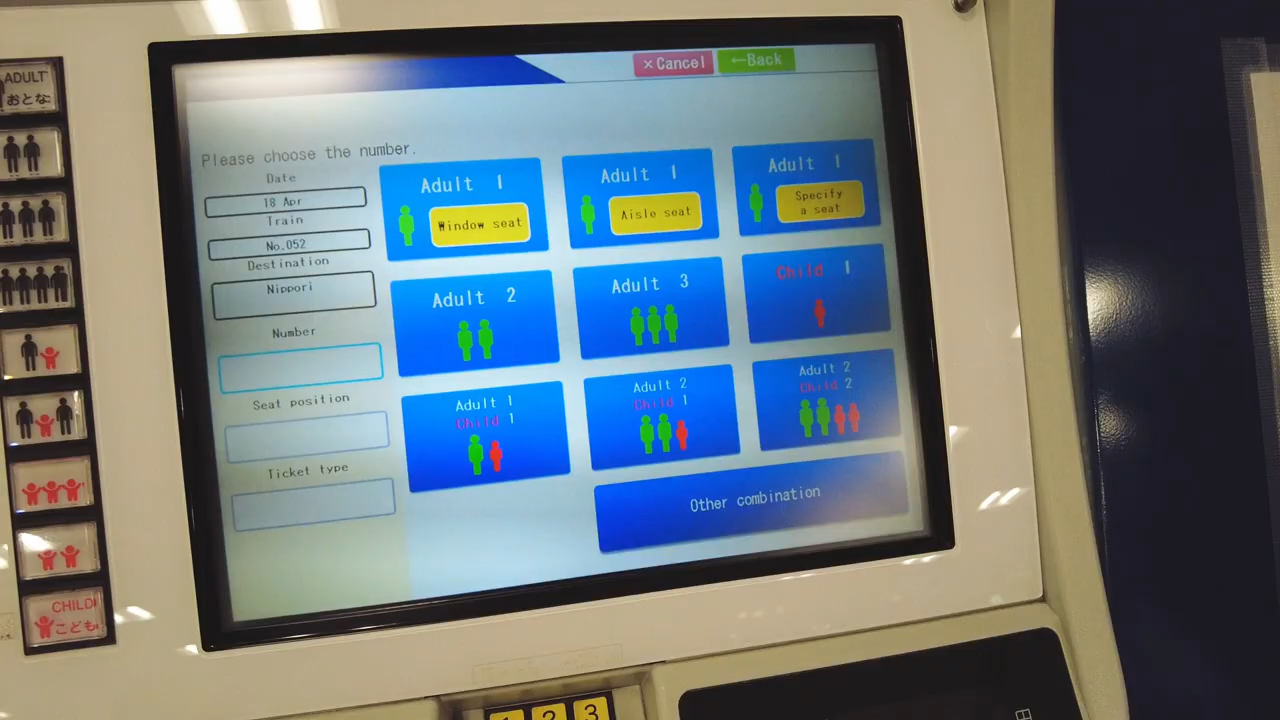 ×Cancel
←Back
Please choose the number.
Date
18 Apr
Train
No.052
Destination
Nippori
Number
Seat position
Ticket type
Adult 1
Window seat
Adult 1
Aisle seat
Adult 1
Specify
a seat
Adult 2
Adult 3
Child 1
Adult 1
Child 1
Adult 2
Child 1
Adult 2
Child 2
Other combination
ADULT
おとな
CHILD
こども
1 2 3